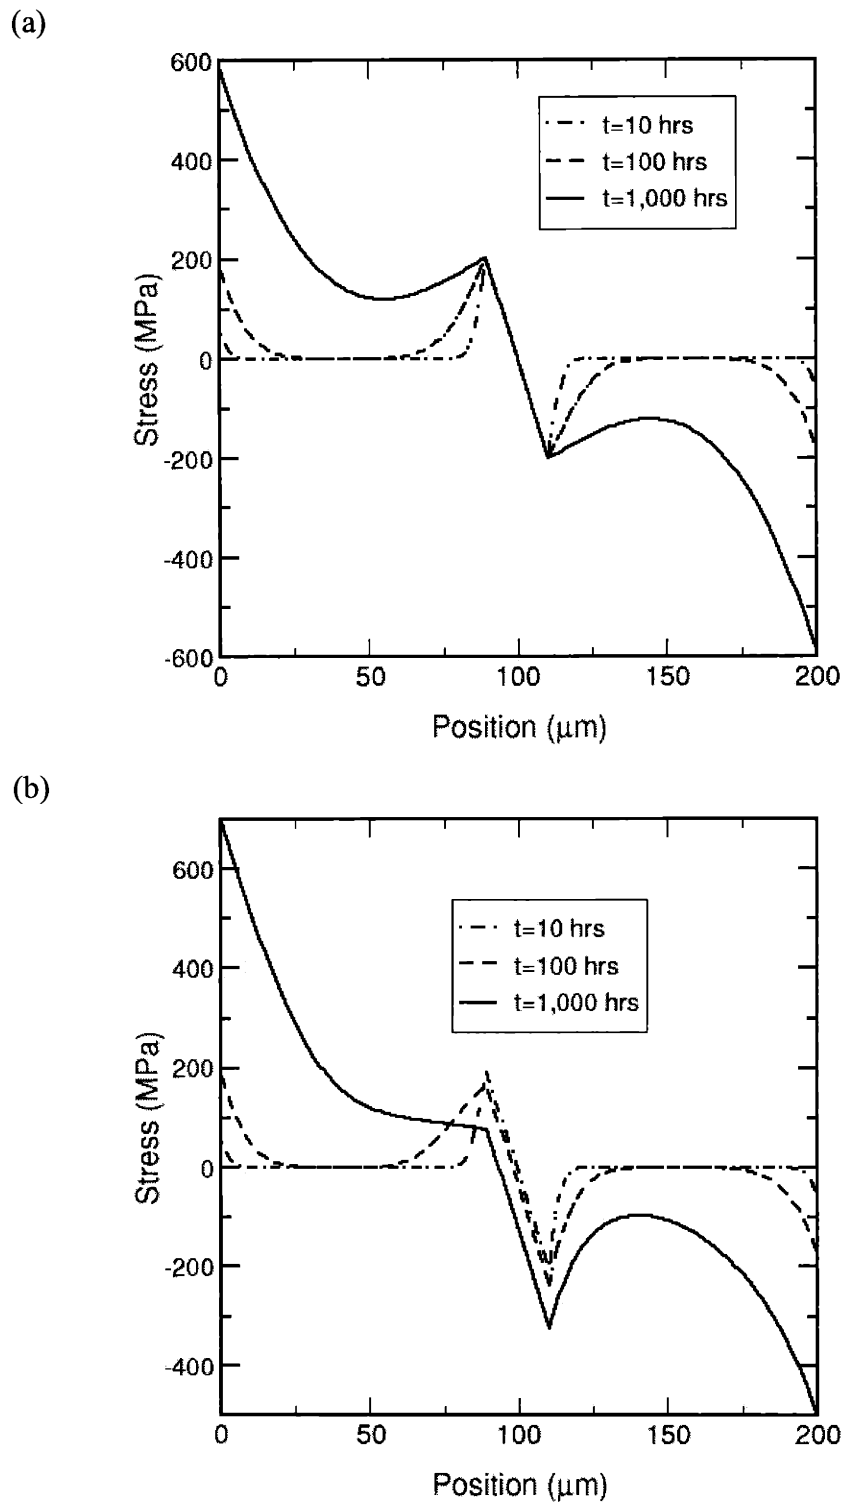 (a)
600
400
200
0
-200
-400
-600
Stress (MPa)
t=10 hrs
t=100 hrs
t=1,000 hrs
0
50
100
150
200
Position (μm)
(b)
600
400
200
0
-200
-400
Stress (MPa)
t=10 hrs
t=100 hrs
t=1,000 hrs
0
50
100
150
200
Position (μm)